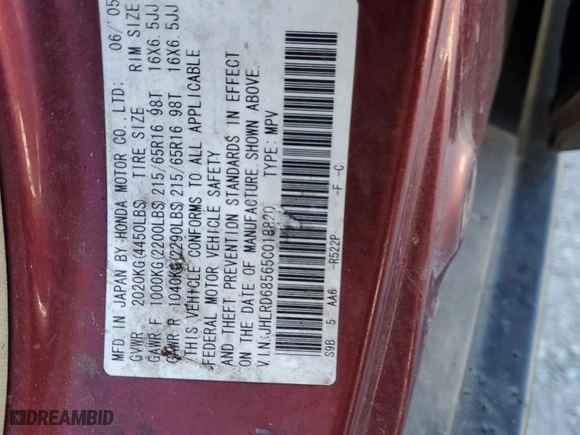 MFD. IN JAPAN BY HONDA MOTOR CO., LTD: 06/'05
GVWR 2020KG(4450LBS) TIRE SIZE RIM SIZE
GAWR F 1000KG(2200LBS) 215/65R16 98T 16X6.5JJ
GAWR R 1040KG(2290LBS) 215/65R16 98T 16X6.5JJ
THIS VEHICLE CONFORMS TO ALL APPLICABLE
FEDERAL MOTOR VEHICLE SAFETY
AND THEFT PREVENTION STANDARDS IN EFFECT
ON THE DATE OF MANUFACTURE SHOWN ABOVE.
V.I.N.: TYPE: MPV
S9B 5 AA6 -R522P -F -C
DREAMBID